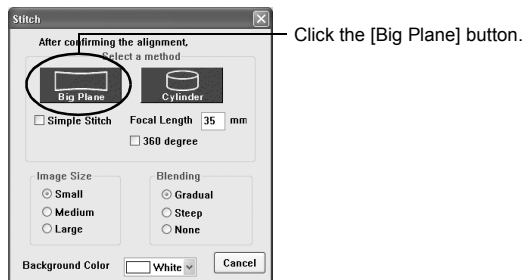 Stitch
Click the [Big Plane] button.
After confirming the alignment,
Select a method
Big Plane
Cylinder
Simple Stitch
Focal Length 35 mm
360 degree
Image Size
Small
Medium
Large
Blending
Gradual
Steep
None
Background Color White
Cancel